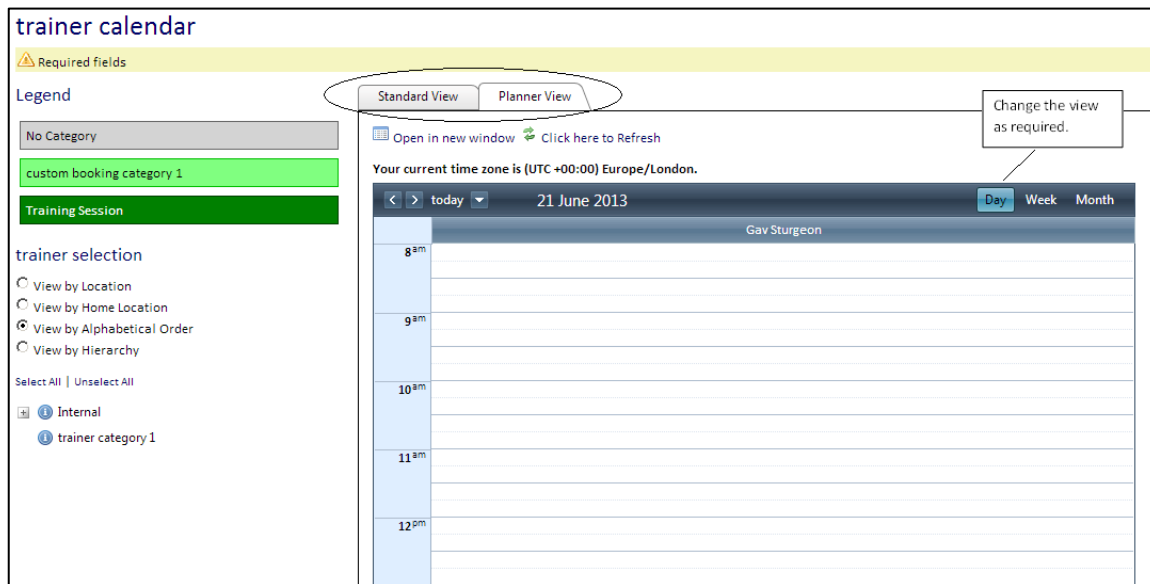 trainer calendar
Required fields
Legend
No Category
custom booking category 1
Training Session
trainer selection
View by Location
View by Home Location
View by Alphabetical Order
View by Hierarchy
Select All | Unselect All
Internal
trainer category 1
Standard View Planner View
Open in new window Click here to Refresh
Your current time zone is (UTC +00:00) Europe/London.
Change the view
as required.
< > today 21 June 2013 Day Week Month
Gav Sturgeon
8am
9am
10am
11am
12pm